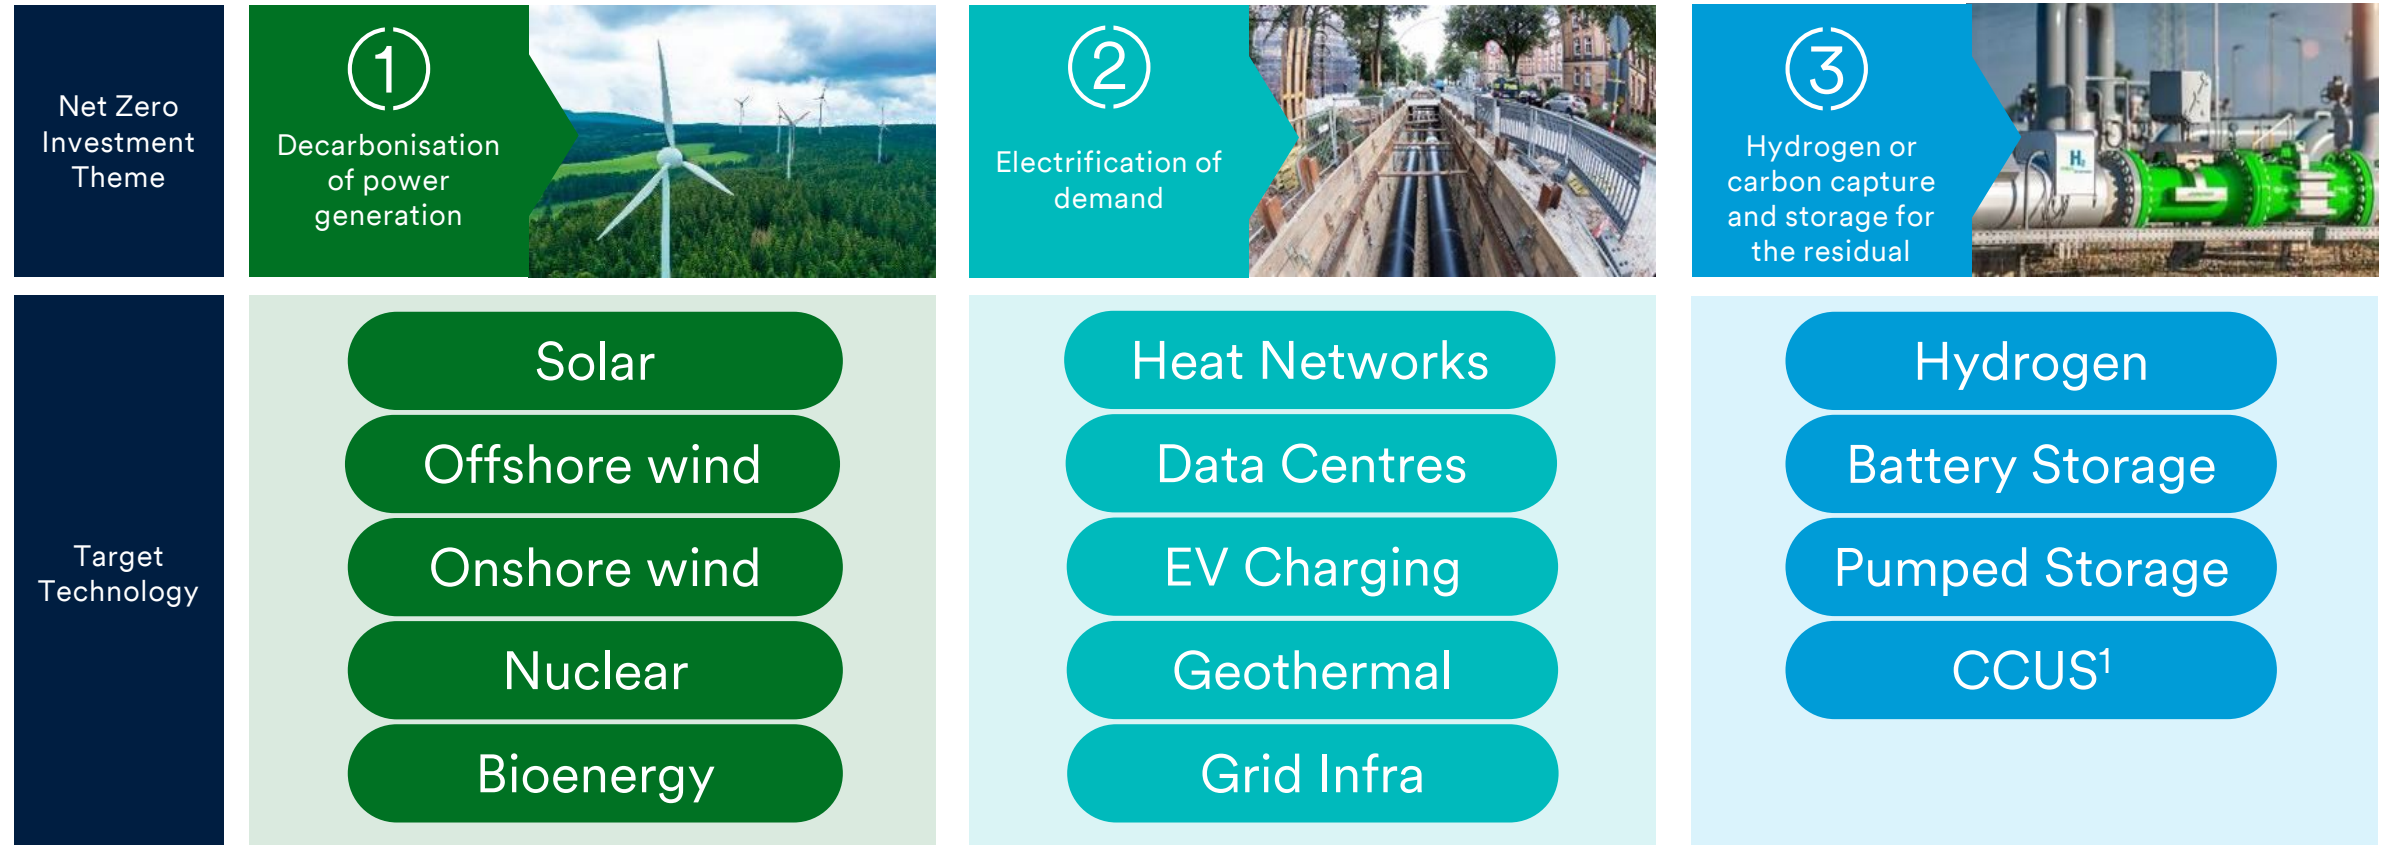 Net Zero
Investment
Theme
1
Decarbonisation
of power
generation
2
Electrification of
demand
3
Hydrogen or
carbon capture
and storage for
the residual
H₂
Target
Technology
Solar
Offshore wind
Onshore wind
Nuclear
Bioenergy
Heat Networks
Data Centres
EV Charging
Geothermal
Grid Infra
Hydrogen
Battery Storage
Pumped Storage
CCUS¹